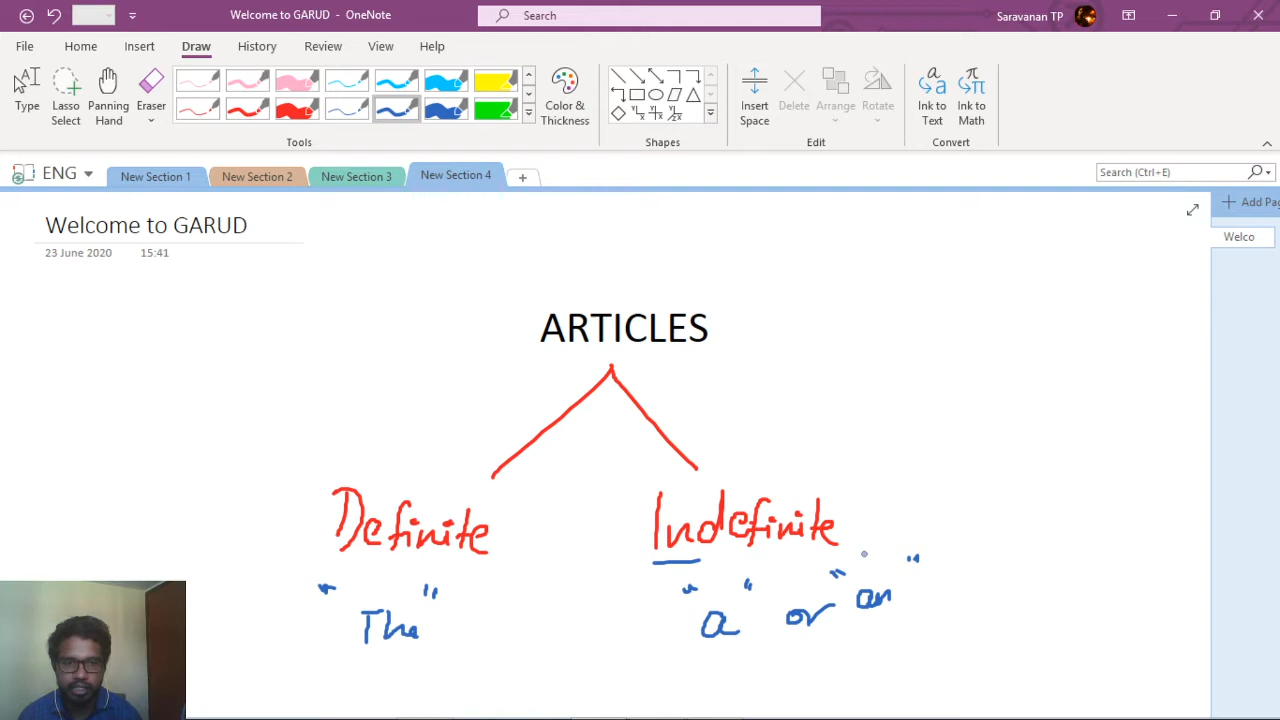 Welcome to GARUD - OneNote
Search
Saravanan TP
File Home Insert Draw History Review View Help
Type
Lasso Select
Panning Hand
Eraser
Color & Thickness
Insert Space
Delete
Arrange
Rotate
Ink to Text
Ink to Math
Tools
Shapes
Edit
Convert
ENG
New Section 1
New Section 2
New Section 3
New Section 4
Search (Ctrl+E)
Add Pag
Welco
Welcome to GARUD
23 June 2020 15:41
ARTICLES
Definite Indefinite
"The" "a" or "an"